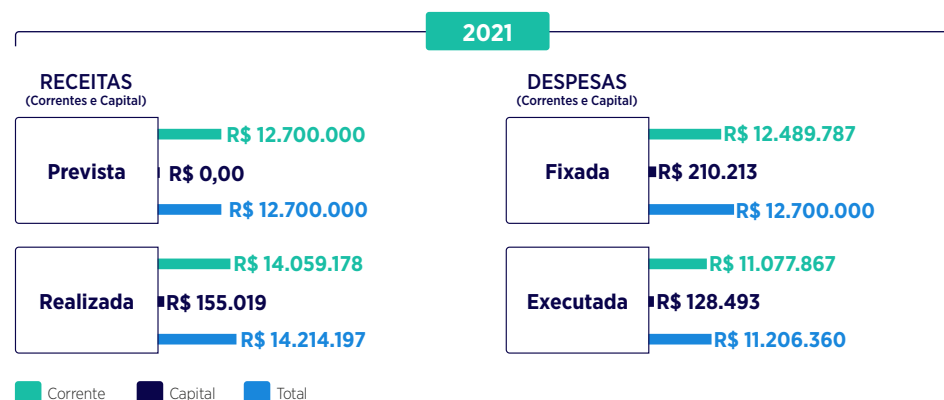 2021
RECEITAS
(Correntes e Capital)
Prevista
R$ 12.700.000
R$ 0,00
R$ 12.700.000
Realizada
R$ 14.059.178
R$ 155.019
R$ 14.214.197
DESPESAS
(Correntes e Capital)
Fixada
R$ 12.489.787
R$ 210.213
R$ 12.700.000
Executada
R$ 11.077.867
R$ 128.493
R$ 11.206.360
Corrente
Capital
Total